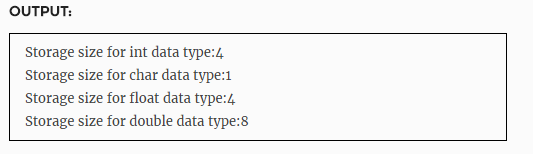 OUTPUT:
Storage size for int data type:4
Storage size for char data type:1
Storage size for float data type:4
Storage size for double data type:8